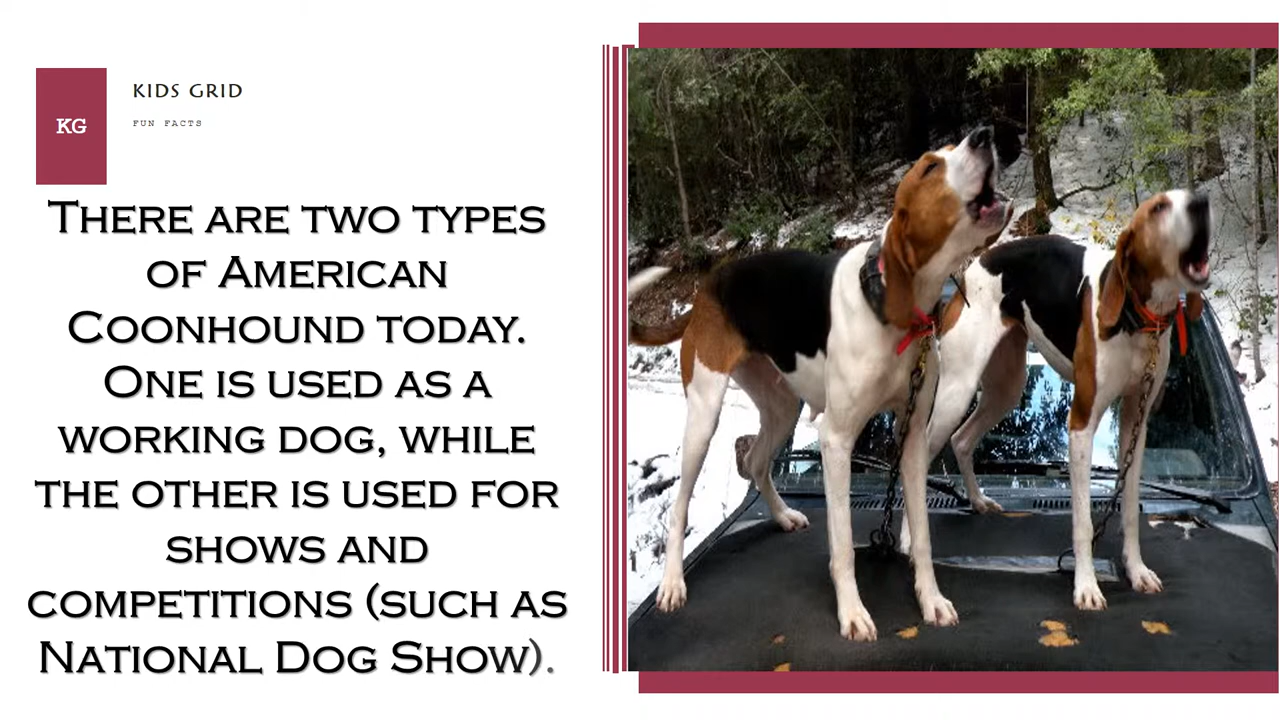 KG
KIDS GRID
FUN FACTS
THERE ARE TWO TYPES
OF AMERICAN
COONHOUND TODAY.
ONE IS USED AS A
WORKING DOG, WHILE
THE OTHER IS USED FOR
SHOWS AND
COMPETITIONS (SUCH AS
NATIONAL DOG SHOW).